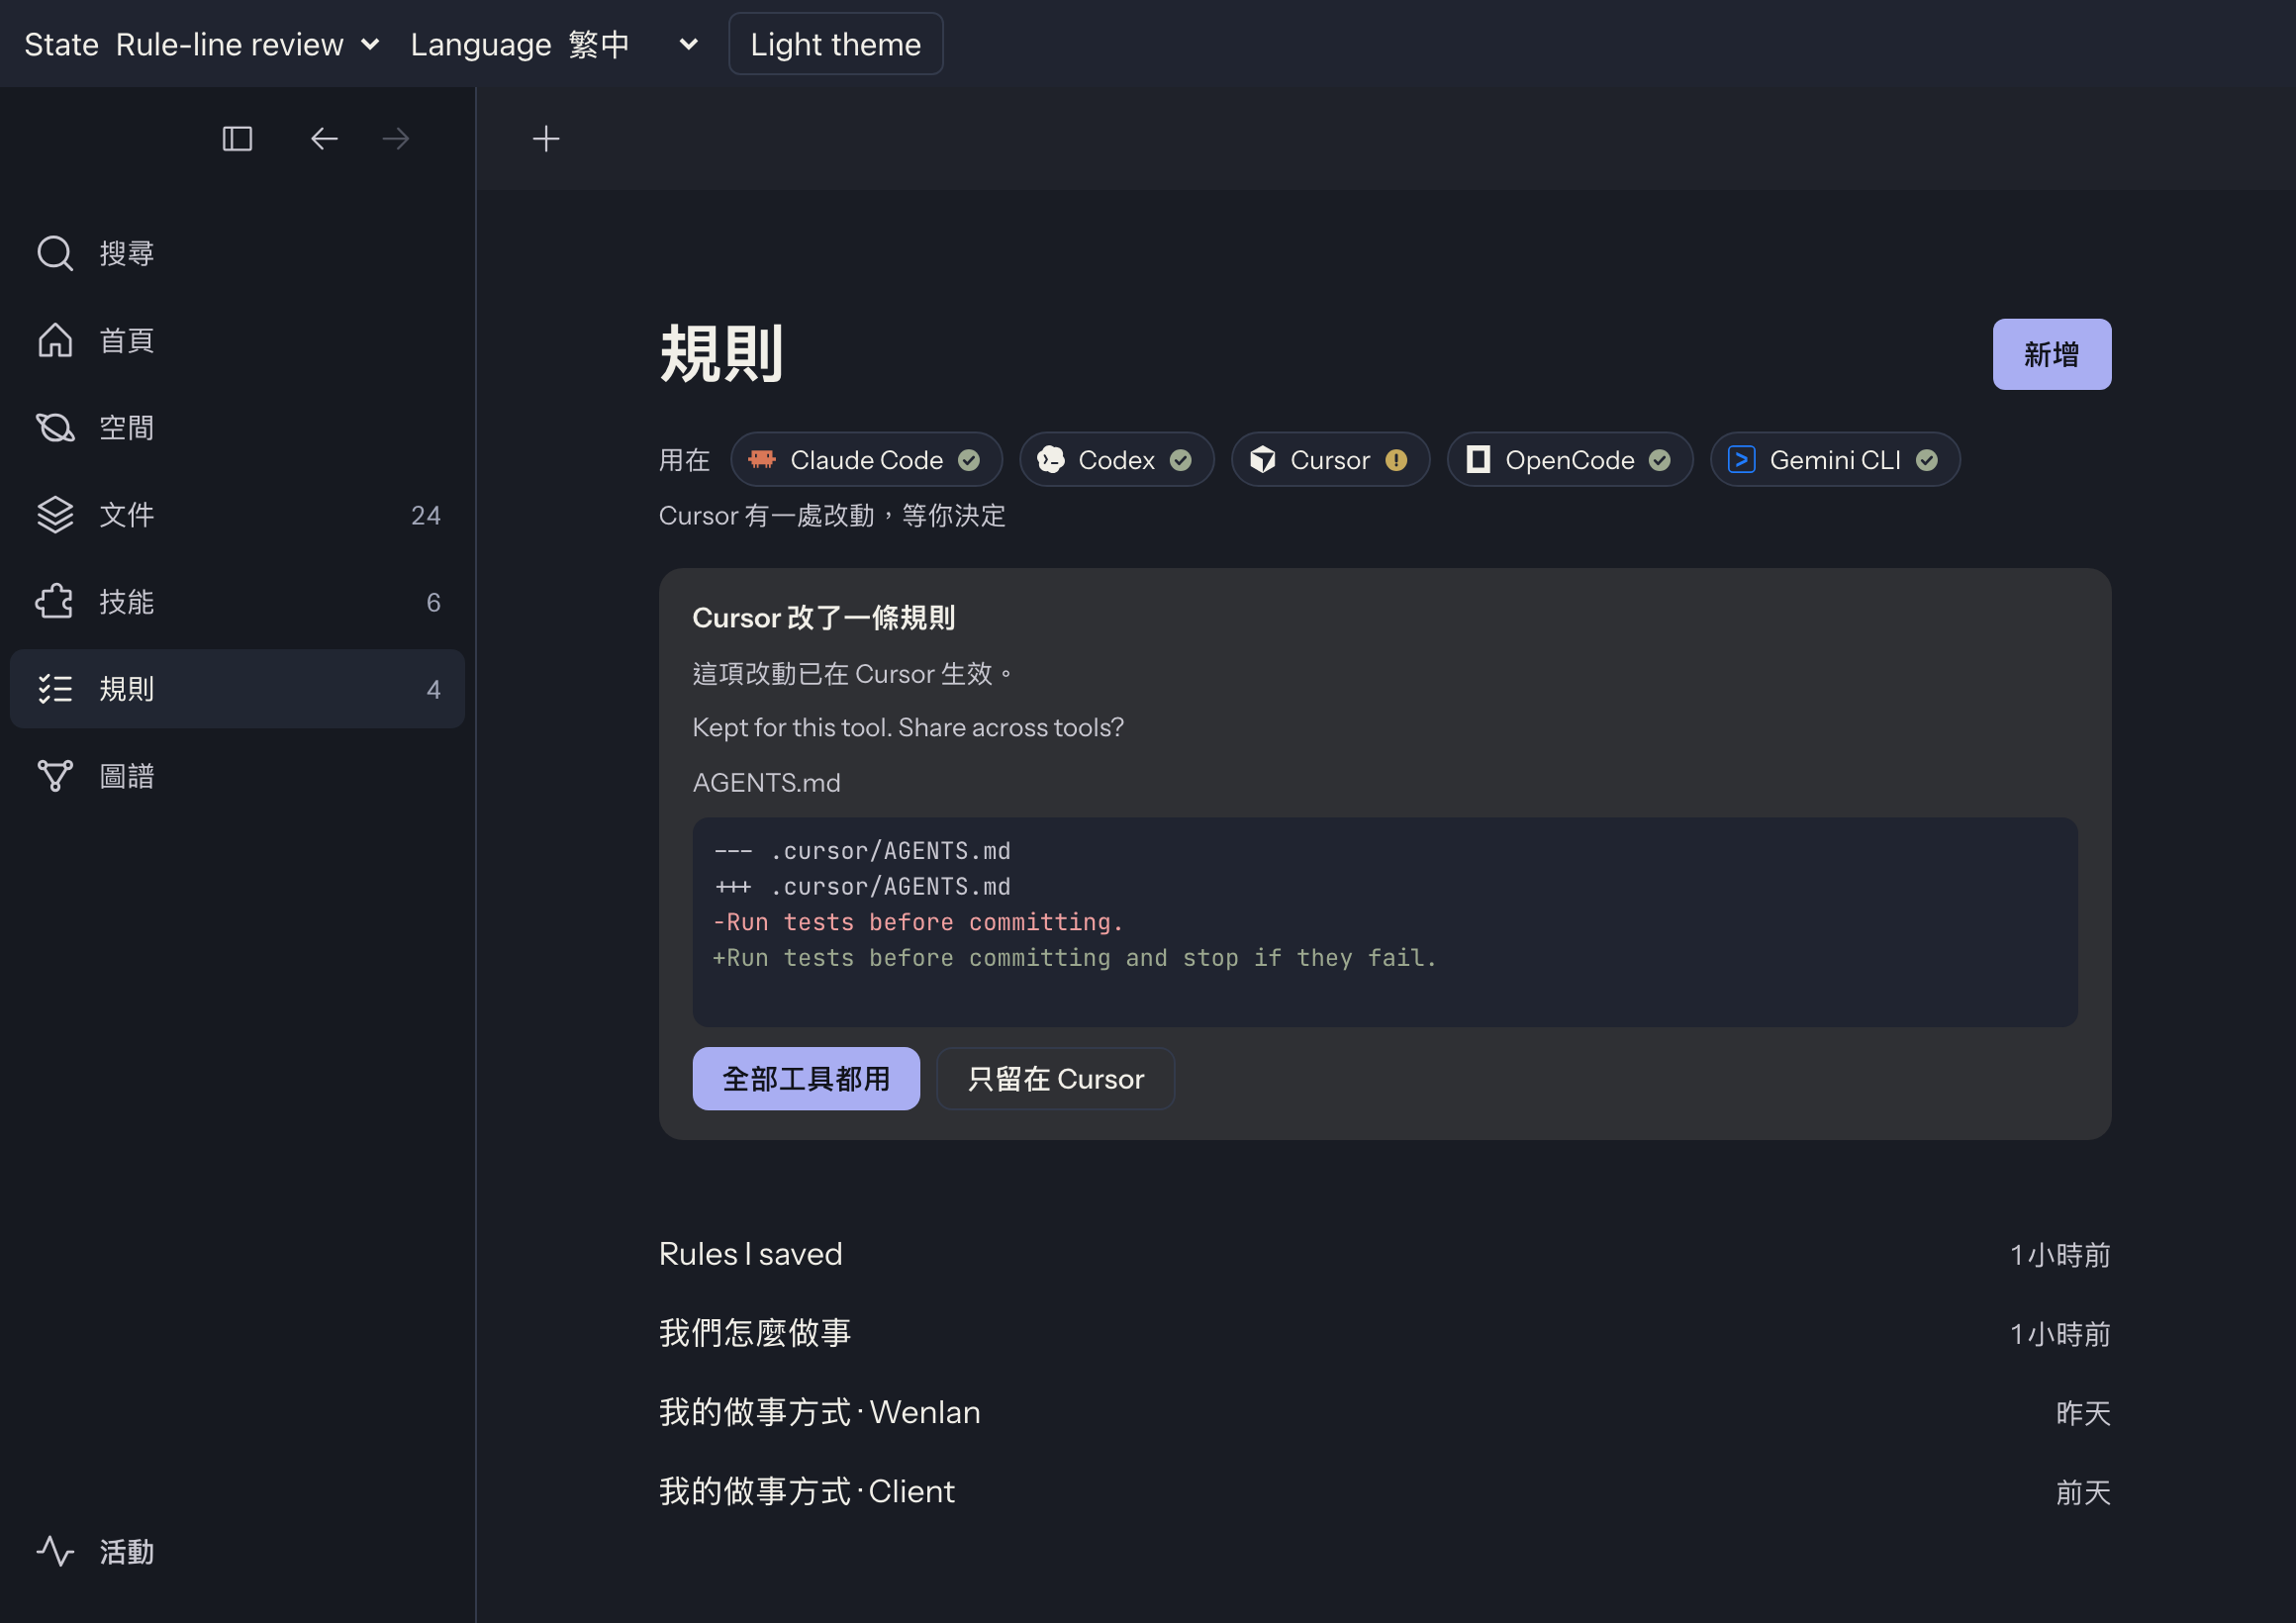 State Rule-line review Language 繁中 Light theme
搜尋
首頁
空間
文件 24
技能 6
規則 4
圖譜
活動
規則 新增
用在 Claude Code Codex Cursor OpenCode Gemini CLI
Cursor 有一處改動，等你決定
Cursor 改了一條規則
這項改動已在 Cursor 生效。
Kept for this tool. Share across tools?
AGENTS.md
--- .cursor/AGENTS.md
+++ .cursor/AGENTS.md
-Run tests before committing.
+Run tests before committing and stop if they fail.
全部工具都用 只留在 Cursor
Rules I saved 1 小時前
我們怎麼做事 1 小時前
我的做事方式 · Wenlan 昨天
我的做事方式 · Client 前天